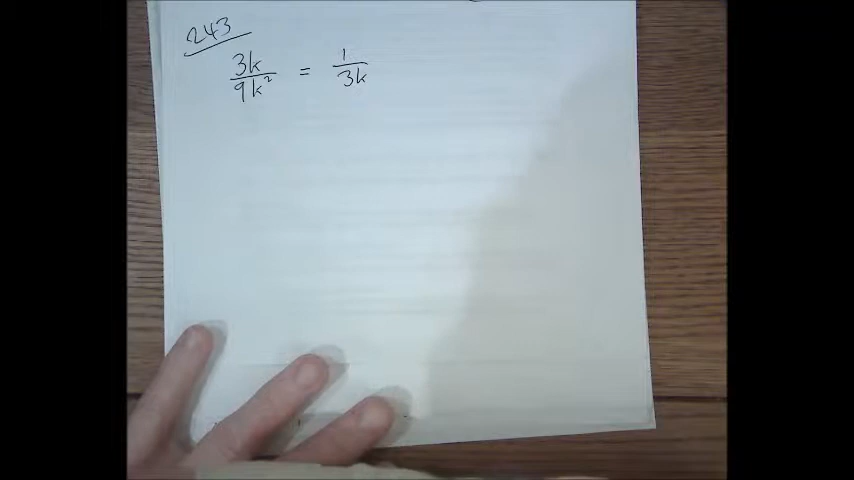 243
3k/9k² = 1/3k